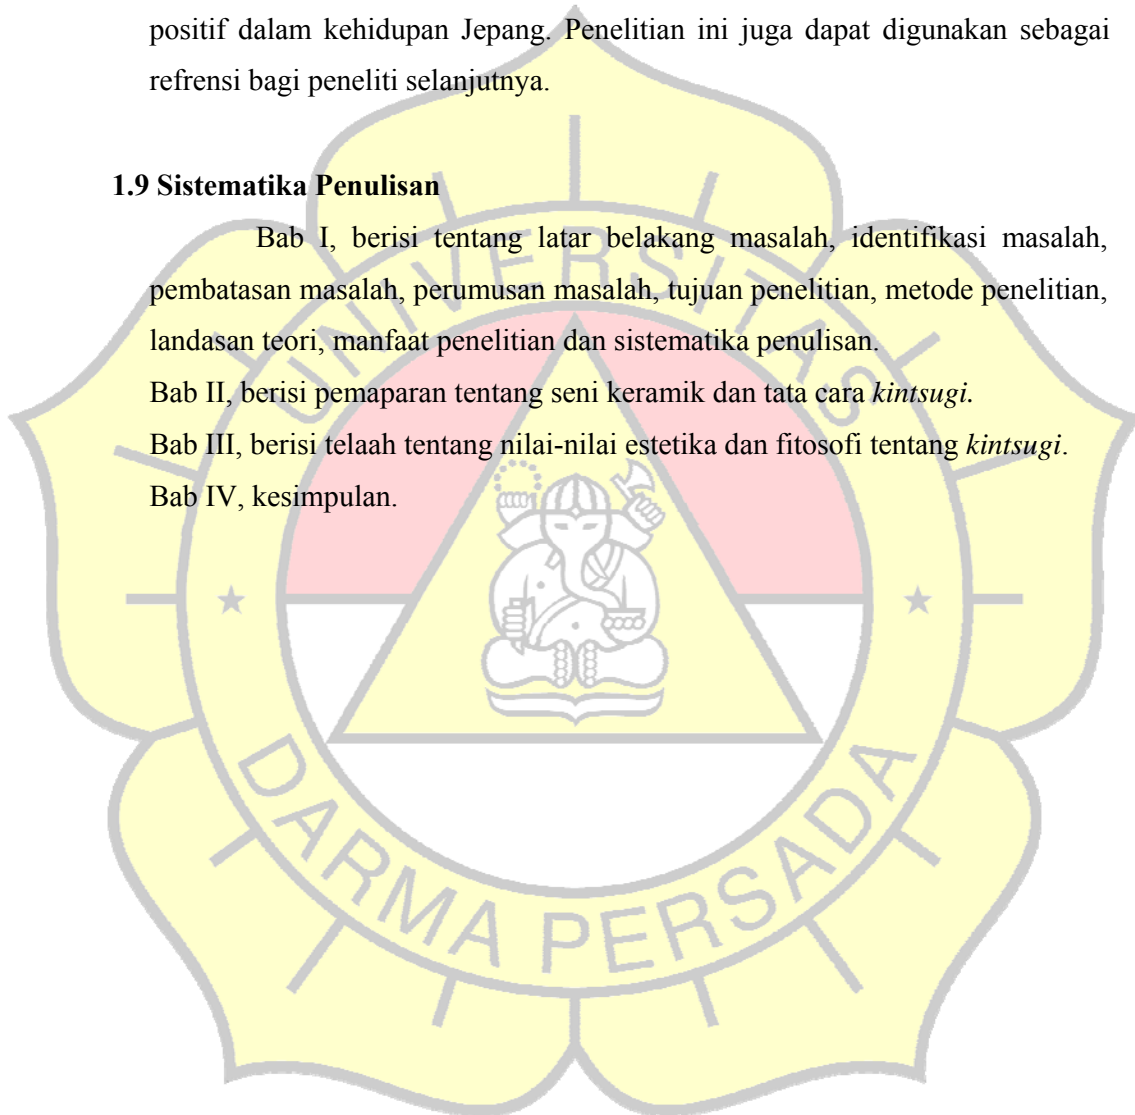 positif dalam kehidupan Jepang. Penelitian ini juga dapat digunakan sebagai
refrensi bagi peneliti selanjutnya.
1.9 Sistematika Penulisan
Bab I, berisi tentang latar belakang masalah, identifikasi masalah,
pembatasan masalah, perumusan masalah, tujuan penelitian, metode penelitian,
landasan teori, manfaat penelitian dan sistematika penulisan.
Bab II, berisi pemaparan tentang seni keramik dan tata cara kintsugi.
Bab III, berisi telaah tentang nilai-nilai estetika dan fitosofi tentang kintsugi.
Bab IV, kesimpulan.
UNIVERSITAS
DARMA PERSADA